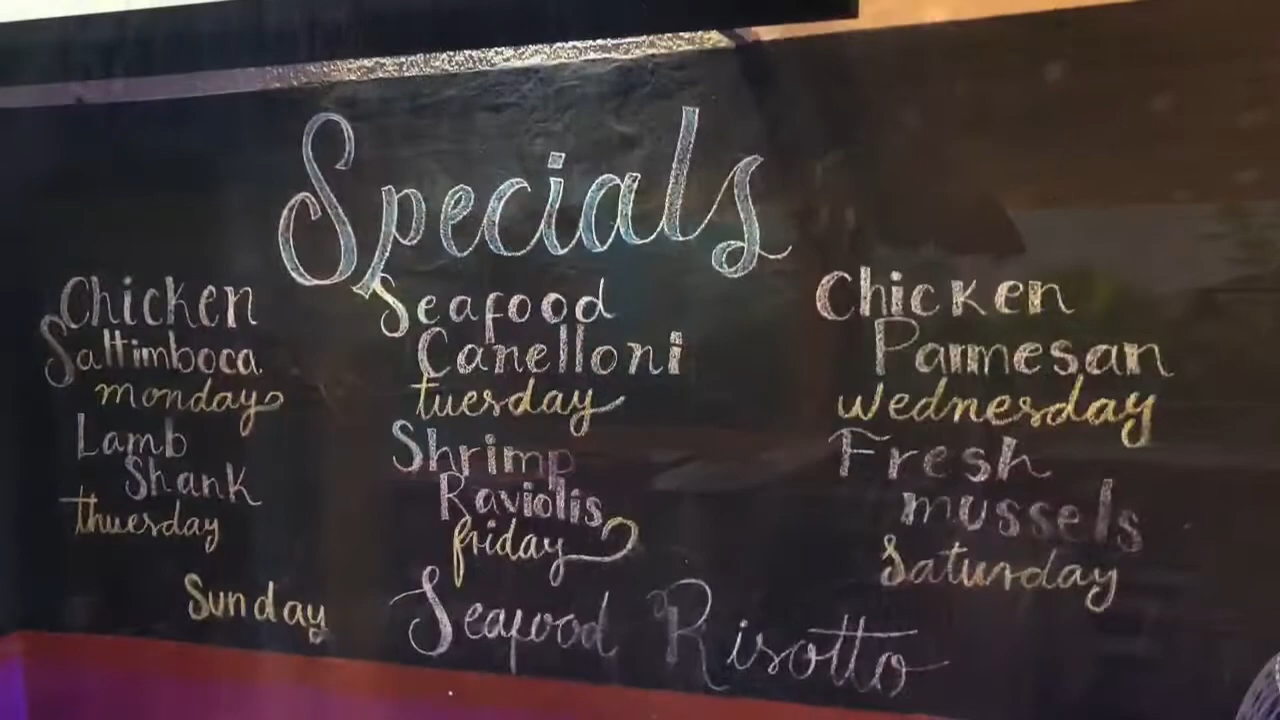 Specials
Chicken
Saltimboca
monday
Seafood
Canelloni
tuesday
Chicken
Parmesan
wednesday
Lamb
Shank
thuesday
Shrimp
Raviolis
friday
Fresh
mussels
Saturday
Sunday Seafood Risotto